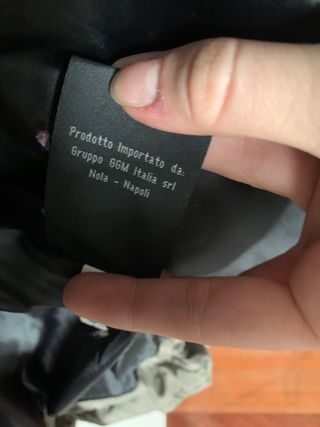 Prodotto Importato da:
Gruppo GGM Italia srl
Nola - Napoli